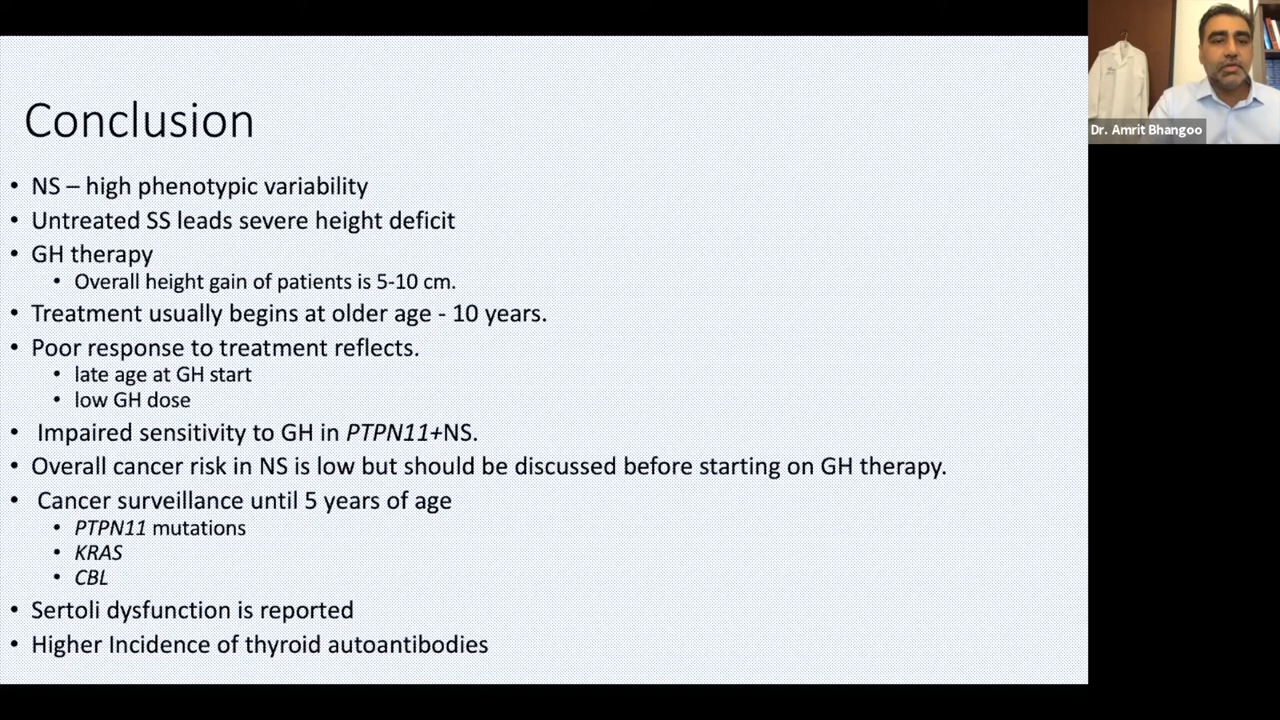 Conclusion
• NS – high phenotypic variability
• Untreated SS leads severe height deficit
• GH therapy
• Overall height gain of patients is 5-10 cm.
• Treatment usually begins at older age - 10 years.
• Poor response to treatment reflects.
• late age at GH start
• low GH dose
• Impaired sensitivity to GH in PTPN11+NS.
• Overall cancer risk in NS is low but should be discussed before starting on GH therapy.
• Cancer surveillance until 5 years of age
• PTPN11 mutations
• KRAS
• CBL
• Sertoli dysfunction is reported
• Higher Incidence of thyroid autoantibodies
Dr. Amrit Bhangoo